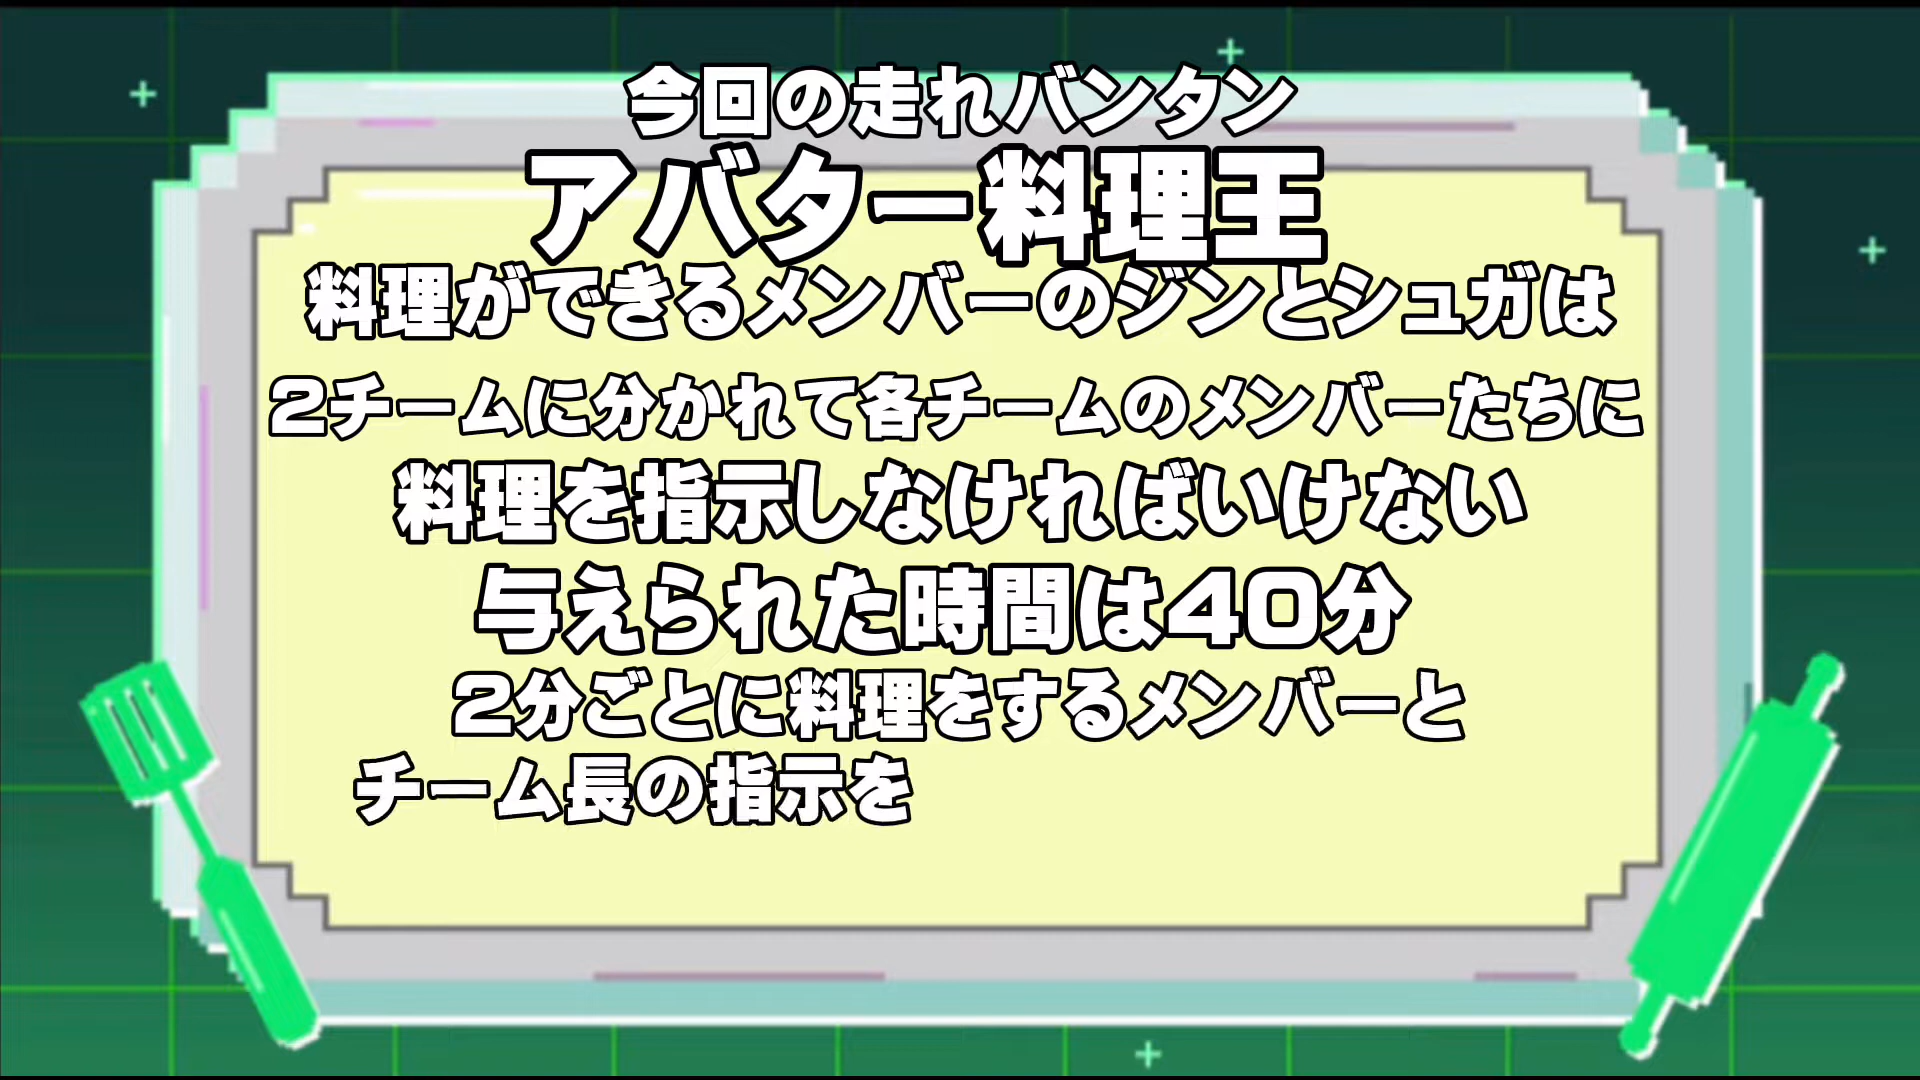 今回の走れバンタン
アバター料理王
料理ができるメンバーのジンとシュガは
2チームに分かれて各チームのメンバーたちに
料理を指示しなければいけない
与えられた時間は40分
2分ごとに料理をするメンバーと
チーム長の指示を